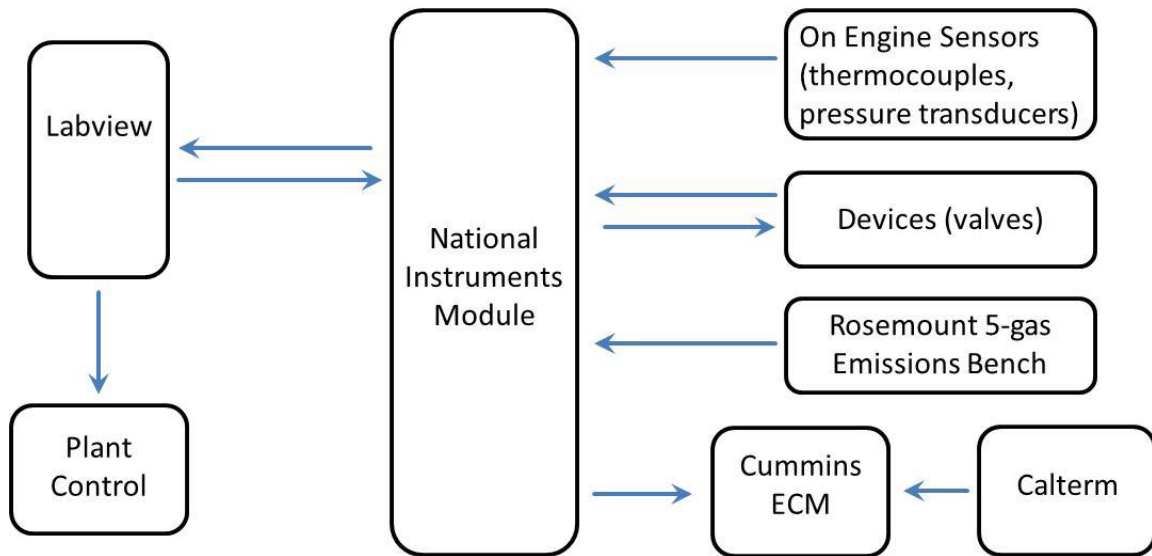 Labview
Plant
Control
National
Instruments
Module
On Engine Sensors
(thermocouples,
pressure transducers)
Devices (valves)
Rosemount 5-gas
Emissions Bench
Cummins
ECM
Calterm